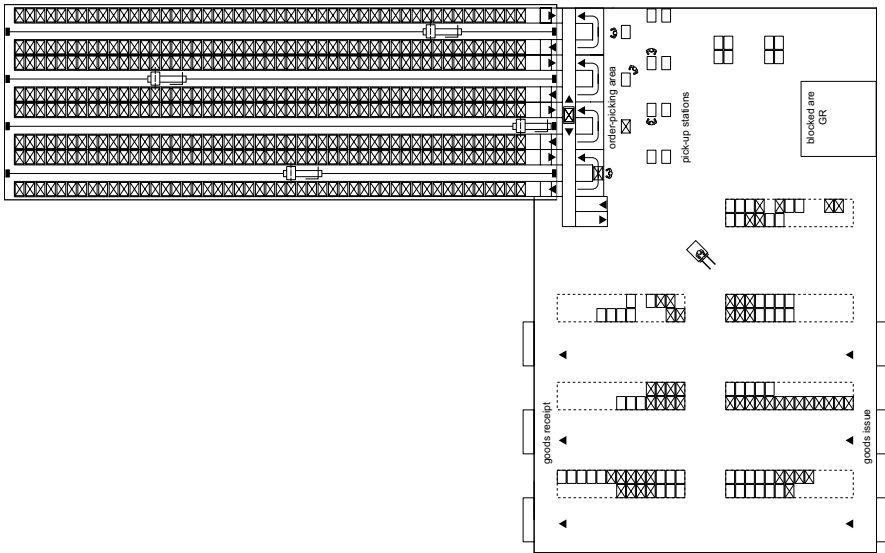 order-picking area
pick-up stations
blocked are
GR
goods receipt
goods issue